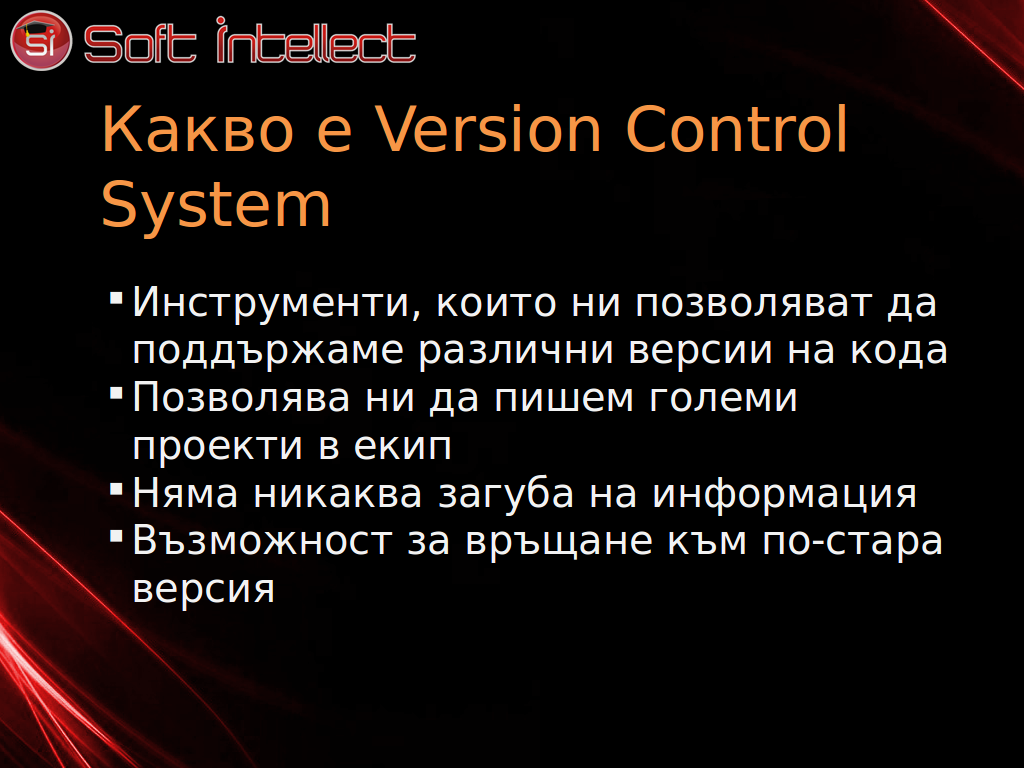 Si Soft Intellect
Какво е Version Control
System
Инструменти, които ни позволяват да
поддържаме различни версии на кода
Позволява ни да пишем големи
проекти в екип
Няма никаква загуба на информация
Възможност за връщане към по-стара
версия